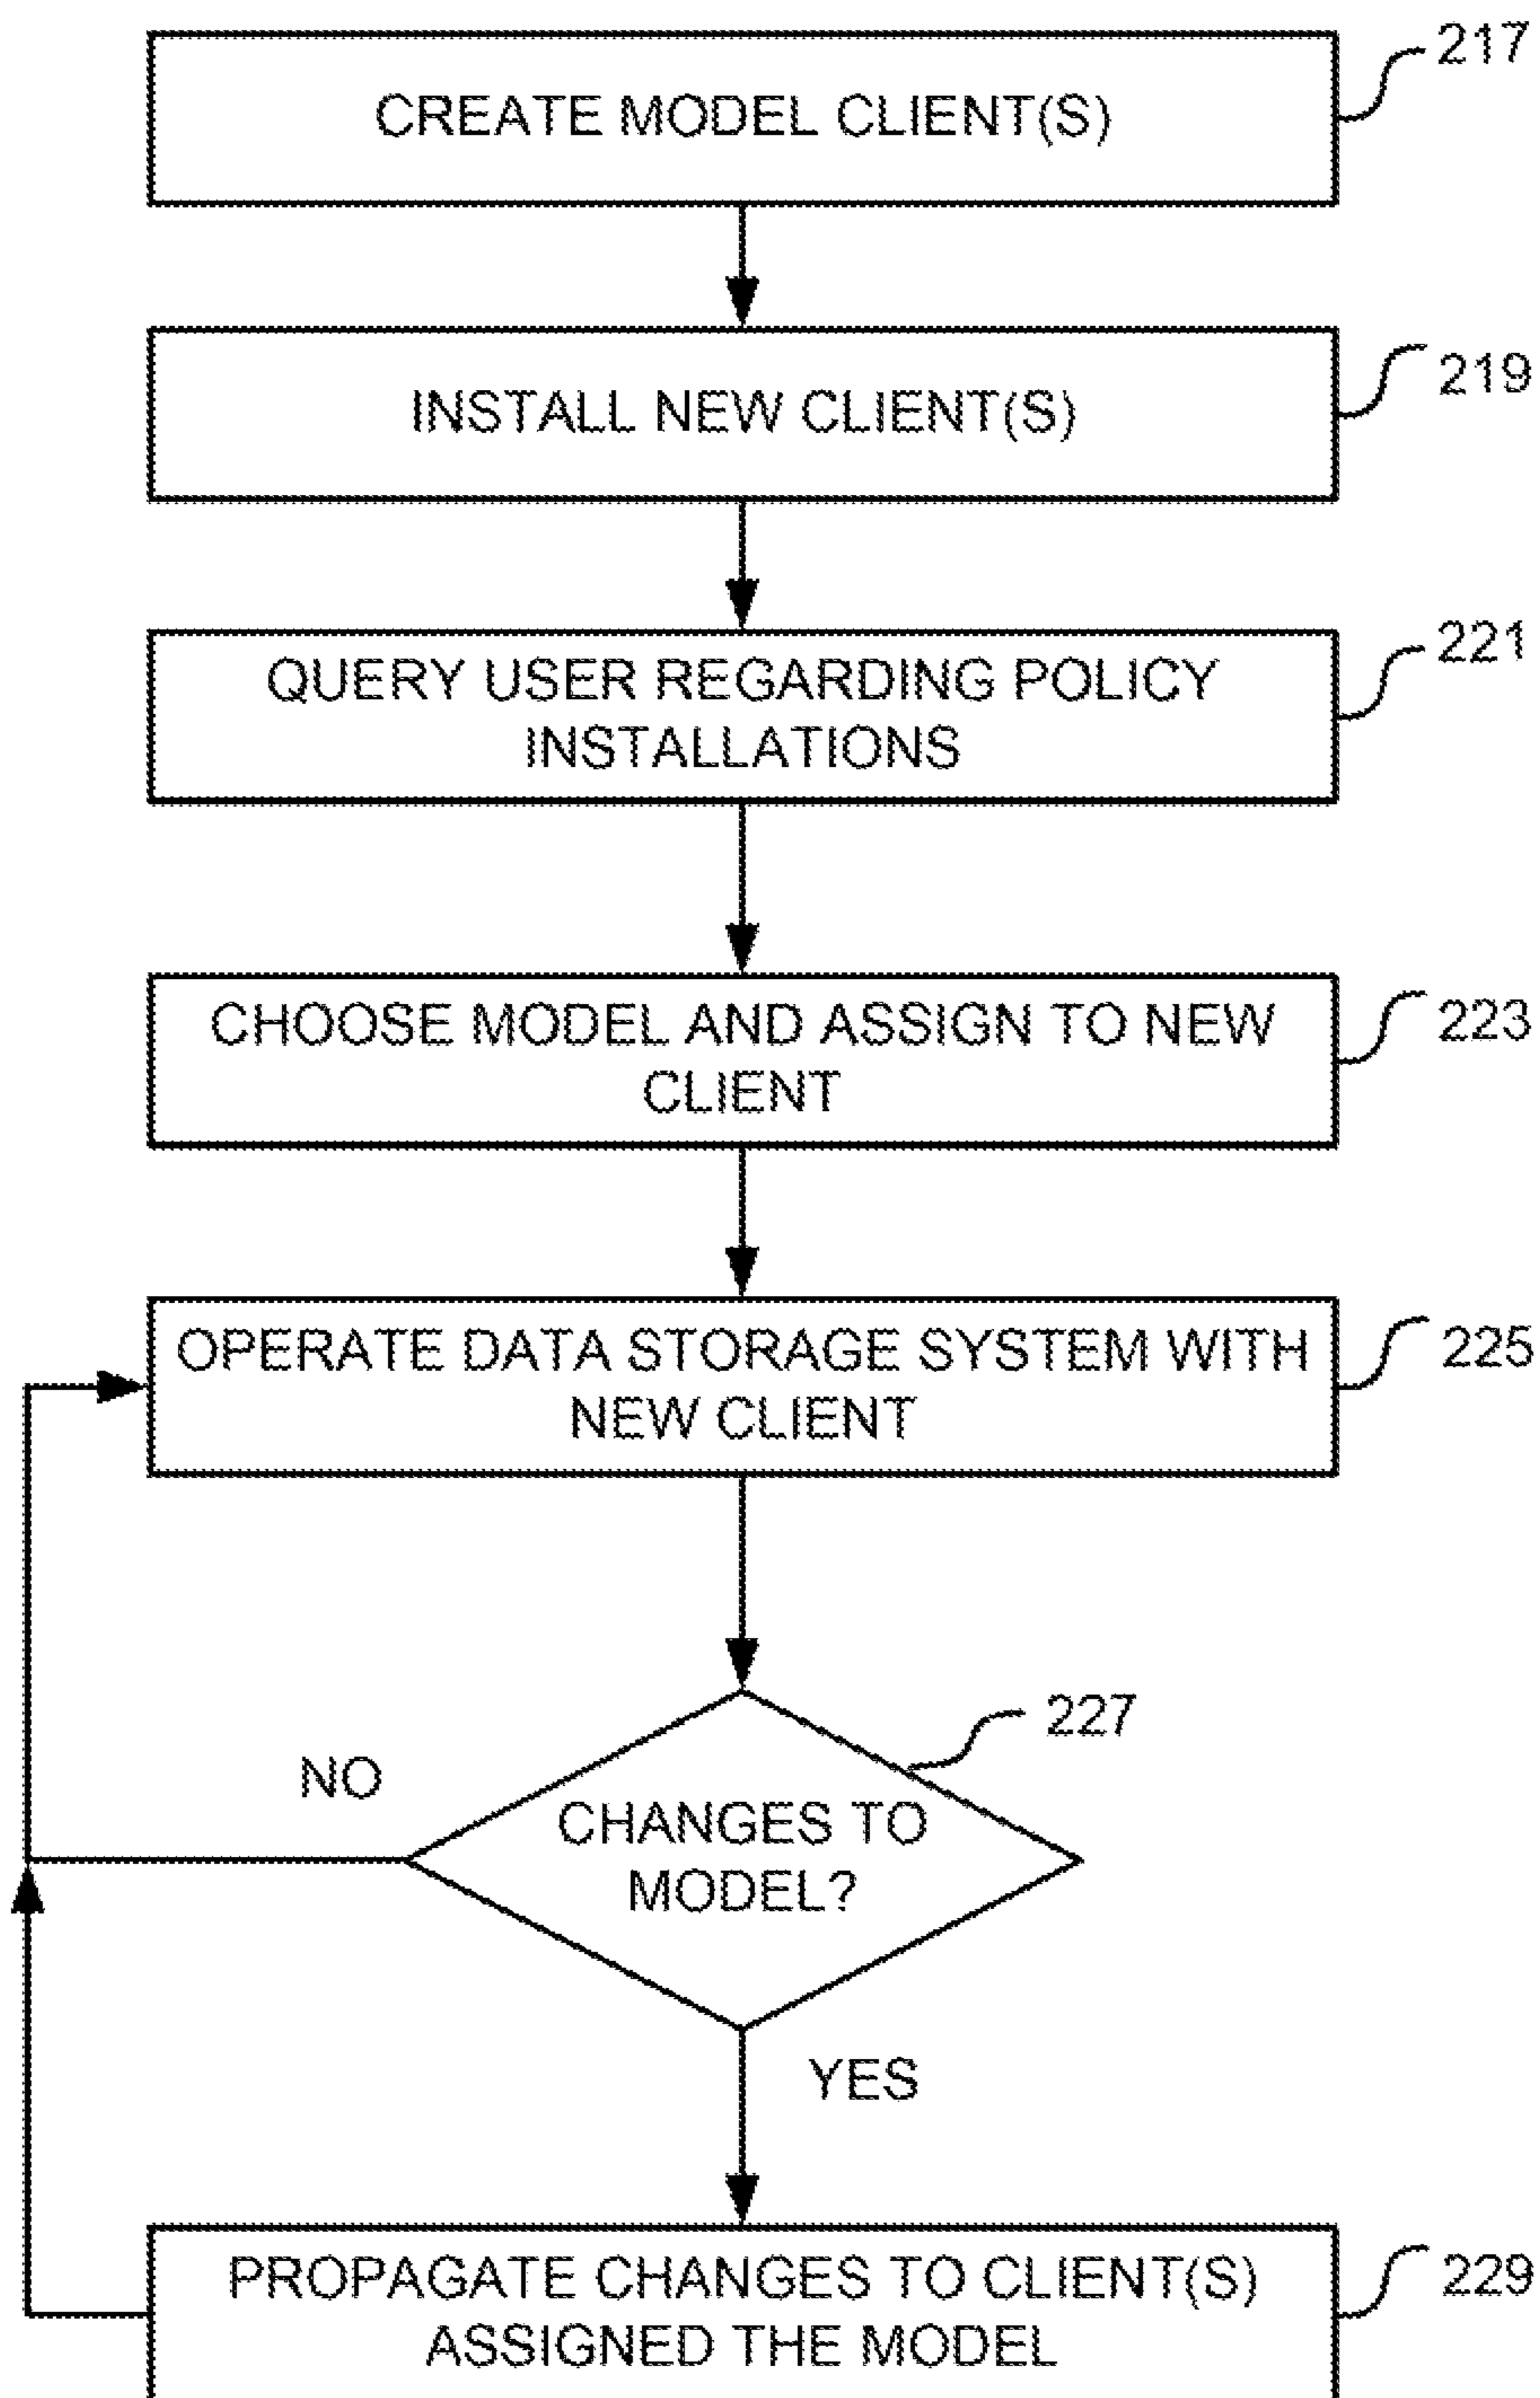 217
CREATE MODEL CLIENT(S)
219
INSTALL NEW CLIENT(S)
221
QUERY USER REGARDING POLICY
INSTALLATIONS
223
CHOOSE MODEL AND ASSIGN TO NEW
CLIENT
225
OPERATE DATA STORAGE SYSTEM WITH
NEW CLIENT
227
NO
CHANGES TO
MODEL?
YES
229
PROPAGATE CHANGES TO CLIENT(S)
ASSIGNED THE MODEL